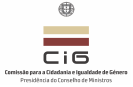 CIG
Comissão para a Cidadania e Igualdade de Género
Presidência do Conselho de Ministros